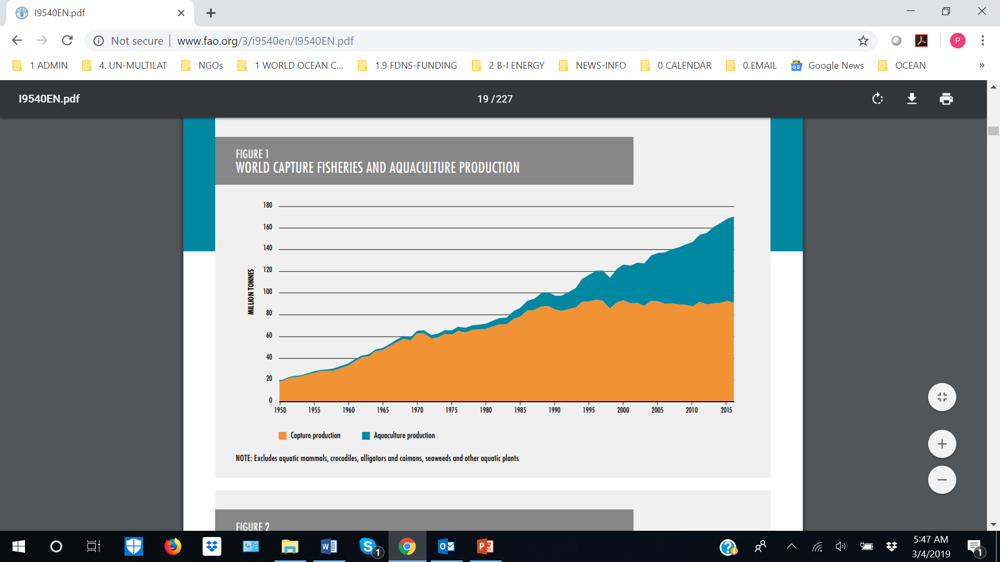 I9540EN.pdf
Not secure www.fao.org/3/i9540en/I9540EN.pdf P
1 ADMIN 4. UN-MULTILAT NGOs 1 WORLD OCEAN C... 1.9 FDNS-FUNDING 2 B-I ENERGY NEWS-INFO 0 CALENDAR 0 EMAIL Google News OCEAN »
I9540EN.pdf 19 / 227
FIGURE 1
WORLD CAPTURE FISHERIES AND AQUACULTURE PRODUCTION
MILLION TONNES
180
160
140
120
100
80
60
40
20
0
1950 1955 1960 1965 1970 1975 1980 1985 1990 1995 2000 2005 2010 2015
Capture production Aquaculture production
NOTE: Excludes aquatic mammals, crocodiles, alligators and caimans, seaweeds and other aquatic plants
FIGURE 2
1
5:47 AM
3/4/2019
1